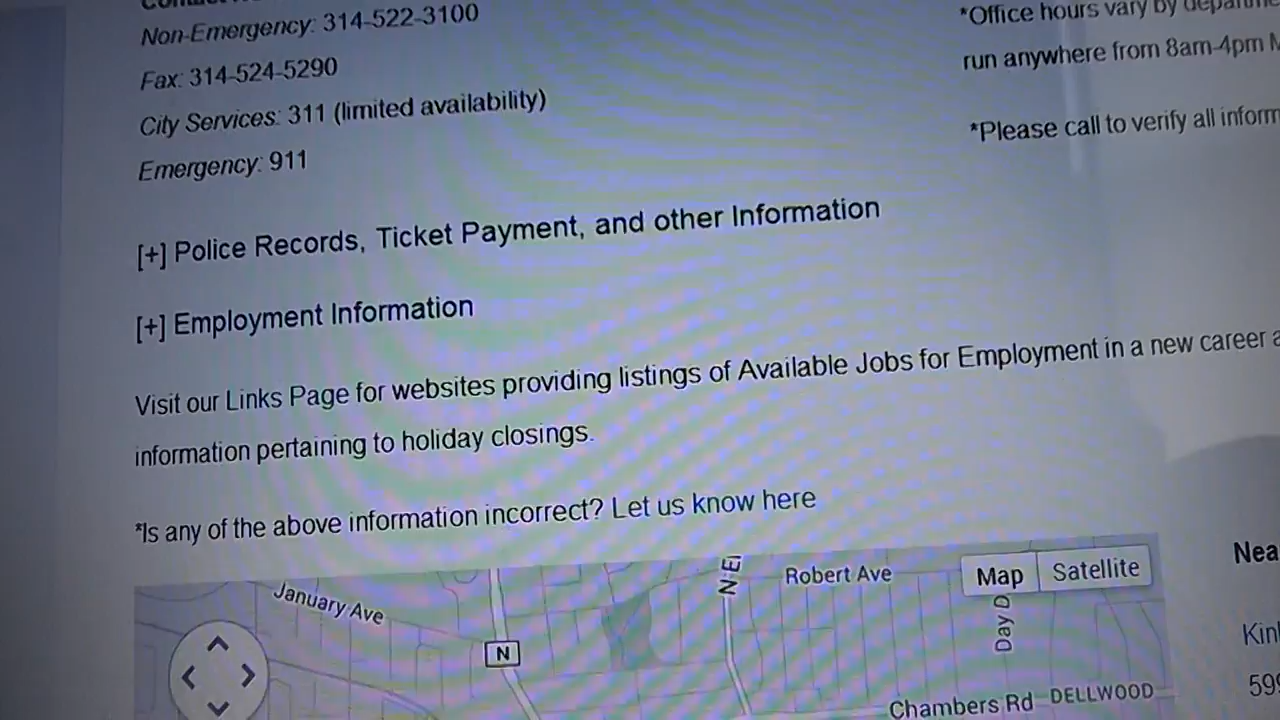 Non-Emergency: 314-522-3100
Fax: 314-524-5290
City Services: 311 (limited availability)
Emergency: 911
*Office hours vary by
run anywhere from 8am-4pm
*Please call to verify all
[+] Police Records, Ticket Payment, and other Information
[+] Employment Information
Visit our Links Page for websites providing listings of Available Jobs for Employment in a new career
information pertaining to holiday closings.
*Is any of the above information incorrect? Let us know here
January Ave
N
Robert Ave
Map
Satellite
Chambers Rd
DELLWOOD